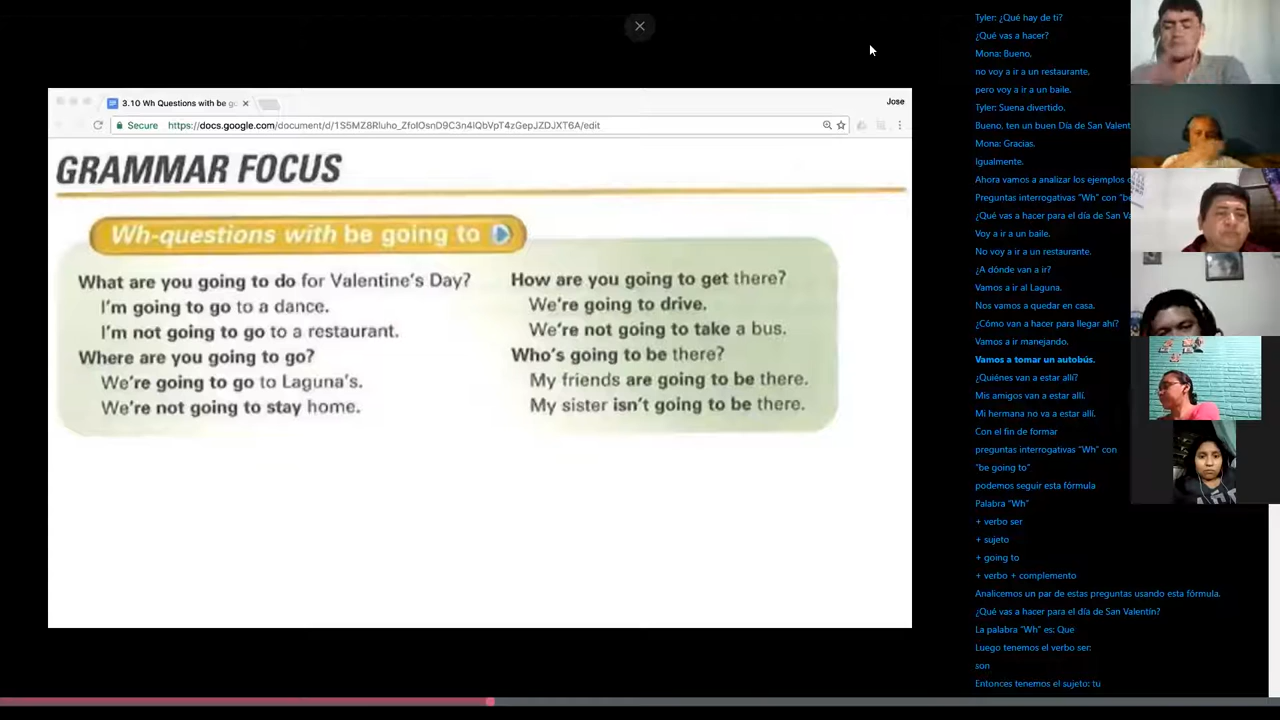 3.10 Wh Questions with be g
Jose
Secure
https://docs.google.com/document/d/1S5MZ8Rluho_ZfoIOsnD9C3n4IQbVpT4zGepJZDJXT6A/edit
GRAMMAR FOCUS
Wh-questions with be going to
What are you going to do for Valentine's Day?
I'm going to go to a dance.
I'm not going to go to a restaurant.
Where are you going to go?
We're going to go to Laguna's.
We're not going to stay home.
How are you going to get there?
We're going to drive.
We're not going to take a bus.
Who's going to be there?
My friends are going to be there.
My sister isn't going to be there.
Tyler: ¿Qué hay de ti?
¿Qué vas a hacer?
Mona: Bueno,
no voy a ir a un restaurante,
pero voy a ir a un baile.
Tyler: Suena divertido.
Bueno, ten un buen Día de San Valent
Mona: Gracias.
Igualmente.
Ahora vamos a analizar los ejemplos
Preguntas interrogativas "Wh" con "be
¿Qué vas a hacer para el día de San Va
Voy a ir a un baile.
No voy a ir a un restaurante.
¿A dónde van a ir?
Vamos a ir al Laguna.
Nos vamos a quedar en casa.
¿Cómo van a hacer para llegar ahí?
Vamos a ir manejando.
Vamos a tomar un autobús.
¿Quiénes van a estar allí?
Mis amigos van a estar allí.
Mi hermana no va a estar allí.
Con el fin de formar
preguntas interrogativas "Wh" con
"be going to"
podemos seguir esta fórmula
Palabra "Wh"
+ verbo ser
+ sujeto
+ going to
+ verbo + complemento
Analicemos un par de estas preguntas usando esta fórmula.
¿Qué vas a hacer para el día de San Valentín?
La palabra "Wh" es: Que
Luego tenemos el verbo ser:
son
Entonces tenemos el sujeto: tu